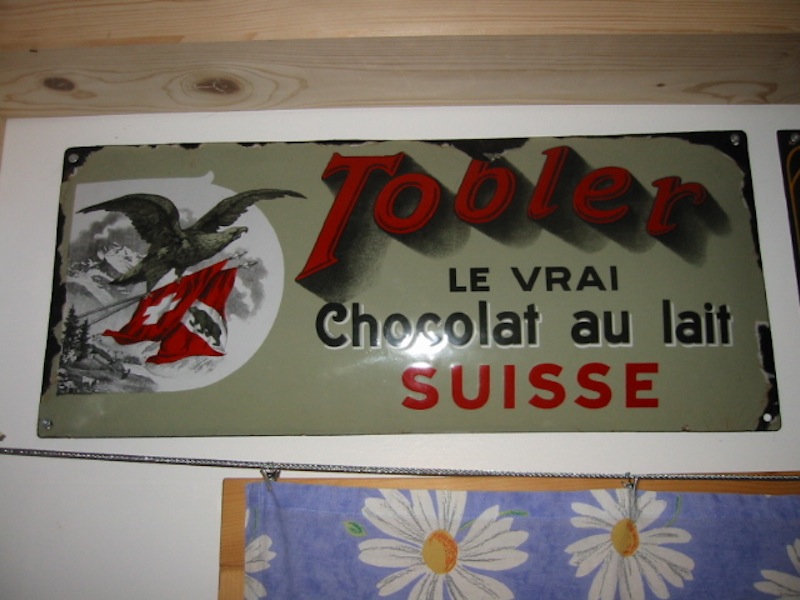 Tobler
LE VRAI
Chocolat au lait
SUISSE